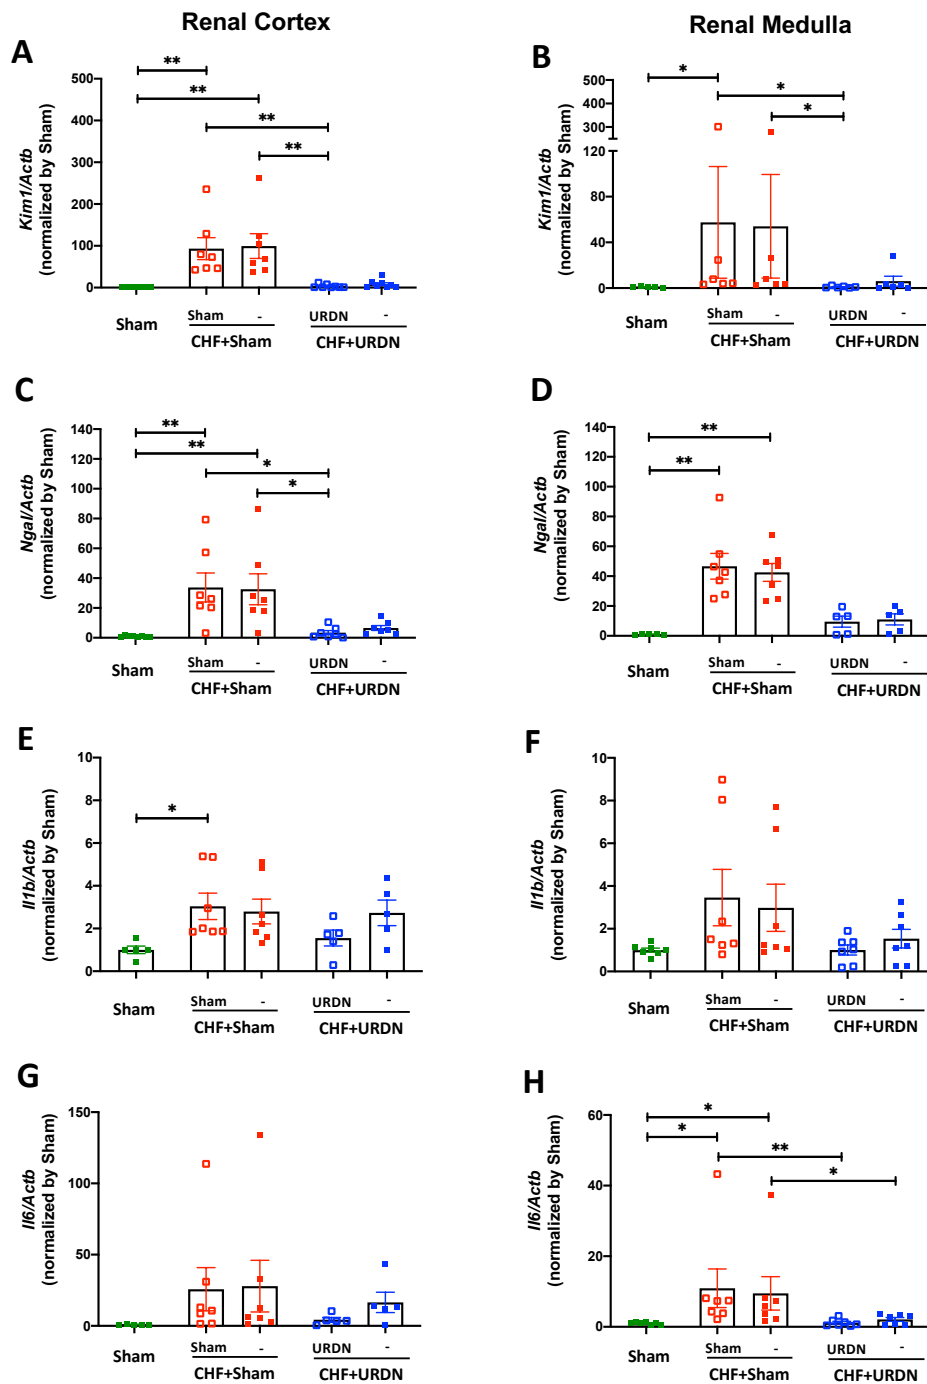 Renal Cortex
Renal Medulla
A
** 
**
**
**
500
400
300
200
100
0
Kim1/Actb
(normalized by Sham)
Sham
Sham
-
URDN
-
CHF+Sham
CHF+URDN
B
*
*
*
500
400
300
120
80
40
0
Kim1/Actb
(normalized by Sham)
Sham
Sham
-
URDN
-
CHF+Sham
CHF+URDN
C
**
**
*
*
140
120
100
80
60
40
20
0
Ngal/Actb
(normalized by Sham)
Sham
Sham
-
URDN
-
CHF+Sham
CHF+URDN
D
**
**
140
120
100
80
60
40
20
0
Ngal/Actb
(normalized by Sham)
Sham
Sham
-
URDN
-
CHF+Sham
CHF+URDN
E
*
10
8
6
4
2
0
Il1b/Actb
(normalized by Sham)
Sham
Sham
-
URDN
-
CHF+Sham
CHF+URDN
F
10
8
6
4
2
0
Il1b/Actb
(normalized by Sham)
Sham
Sham
-
URDN
-
CHF+Sham
CHF+URDN
G
150
100
50
0
Il6/Actb
(normalized by Sham)
Sham
Sham
-
URDN
-
CHF+Sham
CHF+URDN
H
*
*
**
*
60
40
20
0
Il6/Actb
(normalized by Sham)
Sham
Sham
-
URDN
-
CHF+Sham
CHF+URDN